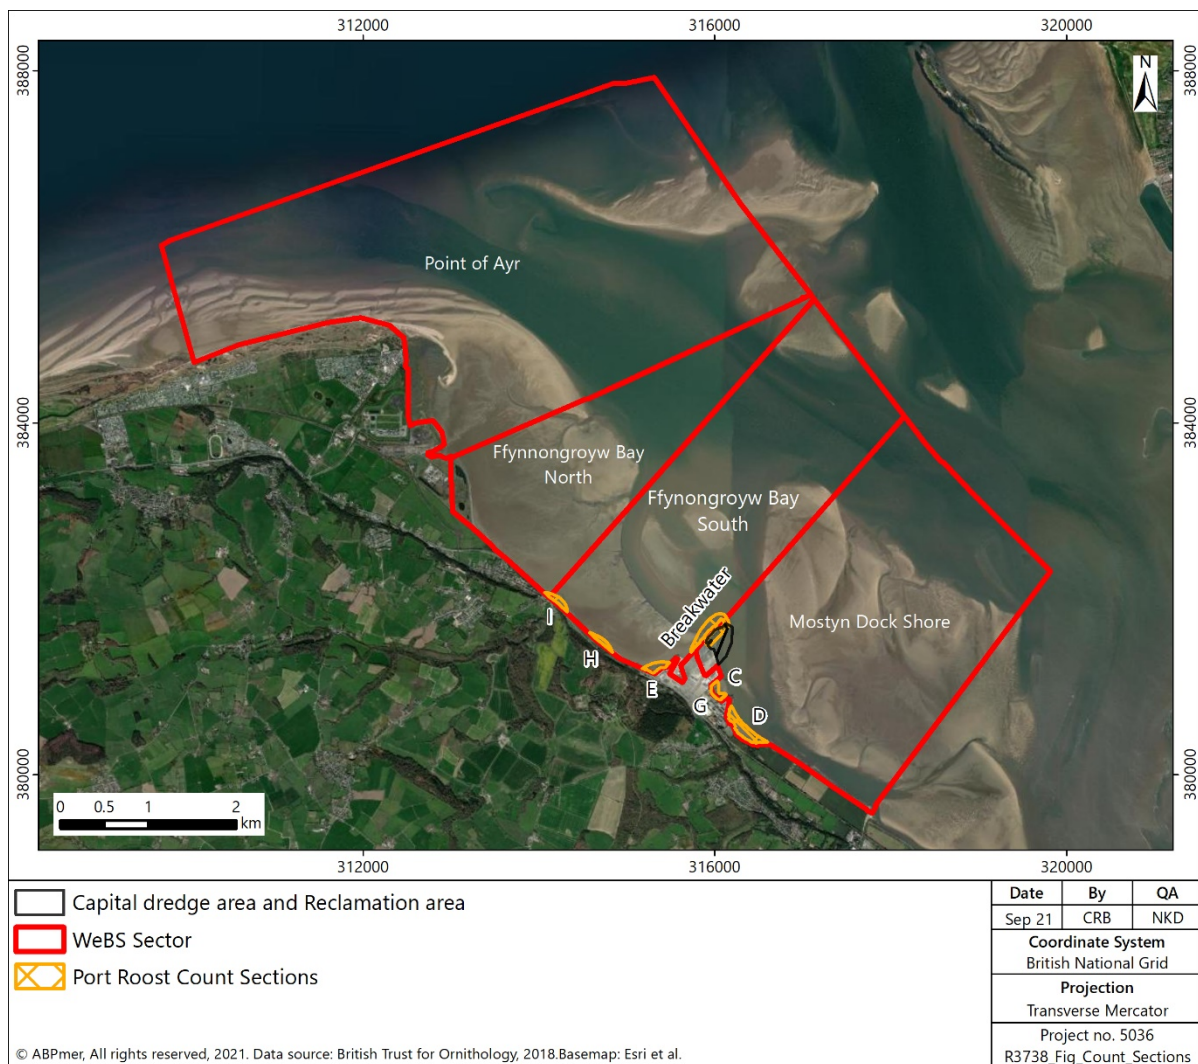 312000 316000 320000
388000 388000
N
Point of Ayr
384000 384000
Ffynnongroyw Bay
North
Ffynongroyw Bay
South
Breakwater
Mostyn Dock Shore
I
H
E
C
G
D
380000 380000
0 0.5 1 2
km
312000 316000 320000
Capital dredge area and Reclamation area
WeBS Sector
Port Roost Count Sections
© ABPmer, All rights reserved, 2021. Data source: British Trust for Ornithology, 2018.Basemap: Esri et al.
Date By QA
Sep 21 CRB NKD
Coordinate System
British National Grid
Projection
Transverse Mercator
Project no. 5036
R3738_Fig_Count_Sections